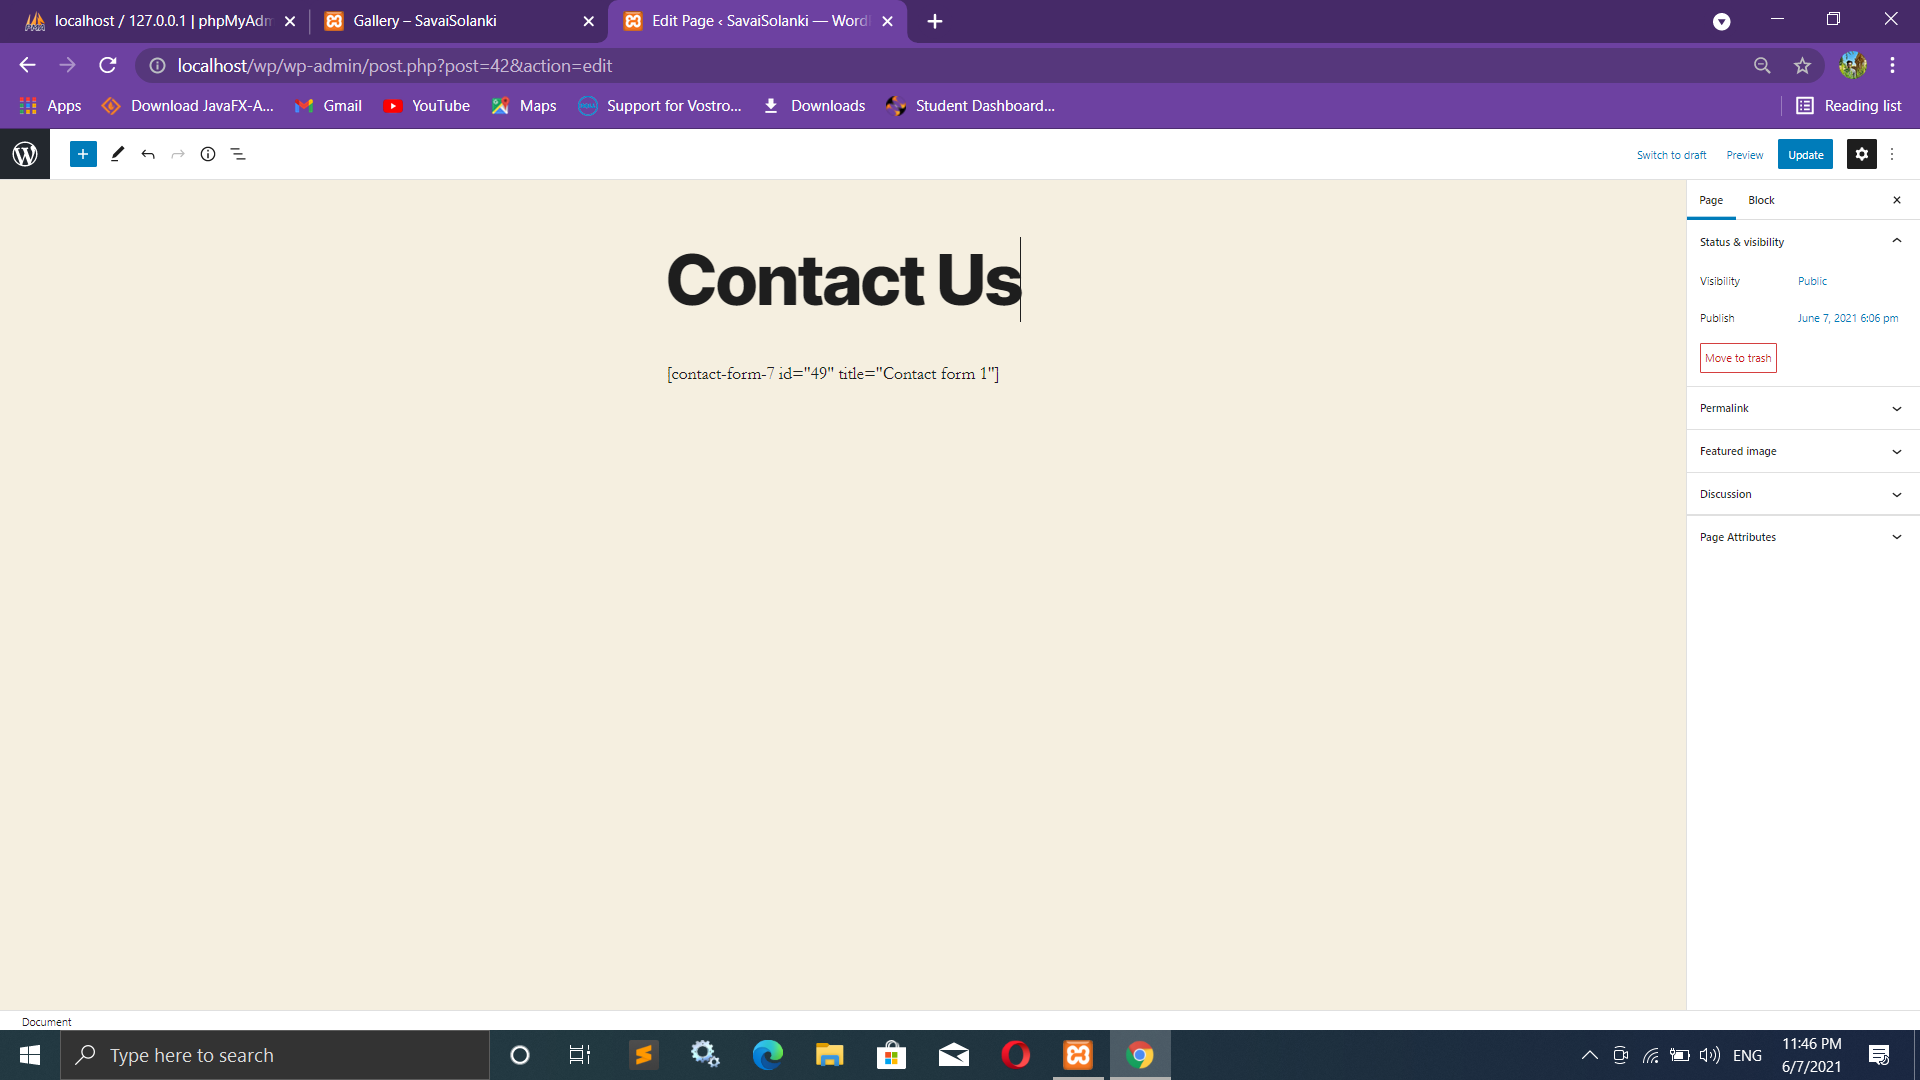 localhost / 127.0.0.1 | phpMyAdm
Gallery – SavaiSolanki
Edit Page ‹ SavaiSolanki — Word
localhost/wp/wp-admin/post.php?post=42&action=edit
Apps
Download JavaFX-A...
Gmail
YouTube
Maps
Support for Vostro...
Downloads
Student Dashboard...
Reading list
Switch to draft
Preview
Update
Page
Block
Status & visibility
Visibility
Public
Publish
June 7, 2021 6:06 pm
Move to trash
Permalink
Featured image
Discussion
Page Attributes
Contact Us
[contact-form-7 id="49" title="Contact form 1"]
Document
Type here to search
ENG
11:46 PM
6/7/2021